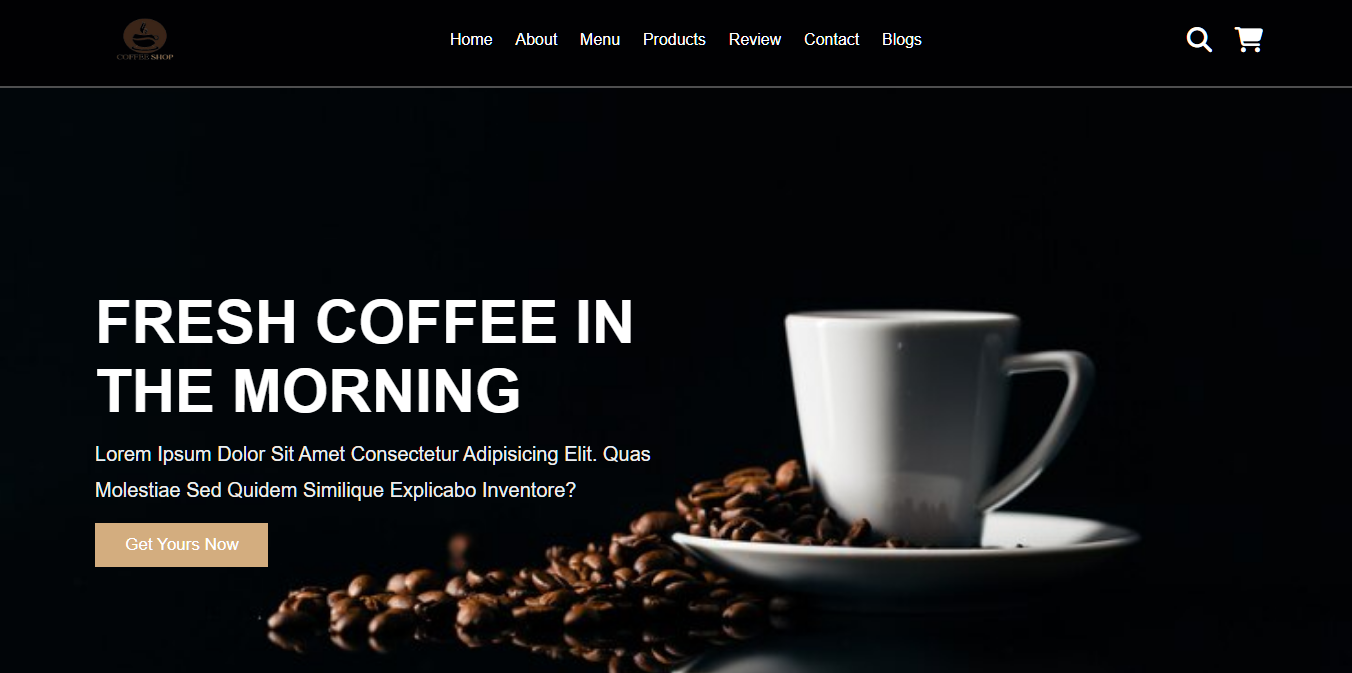 COFFEE SHOP
Home About Menu Products Review Contact Blogs
FRESH COFFEE IN
THE MORNING
Lorem Ipsum Dolor Sit Amet Consectetur Adipisicing Elit. Quas
Molestiae Sed Quidem Similique Explicabo Inventore?
Get Yours Now